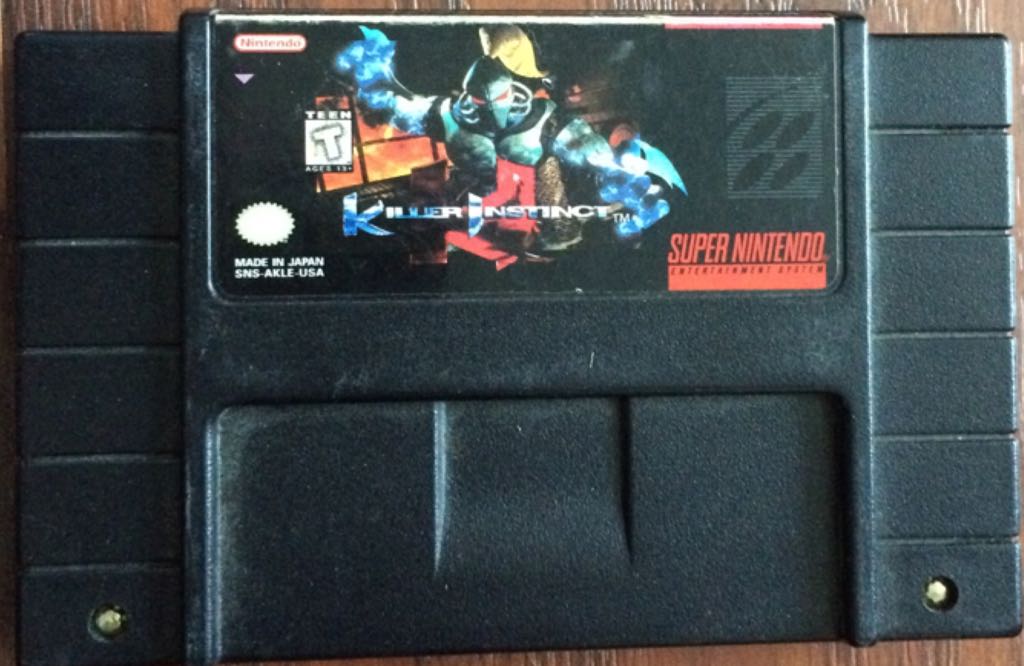 Nintendo
TEEN
T
AGES 13+
KILLER INSTINCT™
MADE IN JAPAN
SNS-AKLE-USA
SUPER NINTENDO
ENTERTAINMENT SYSTEM